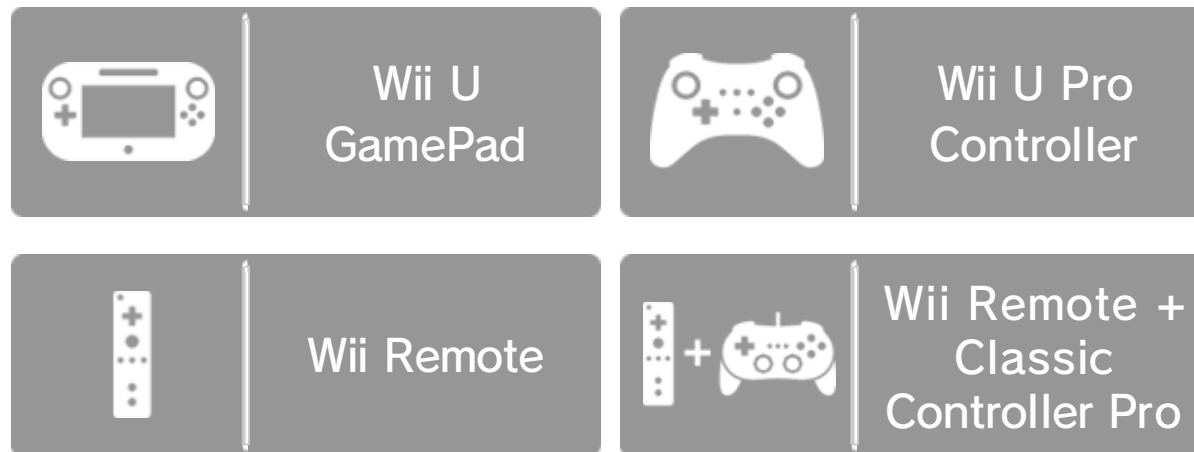 Wii U
GamePad
Wii U Pro
Controller
Wii Remote
Wii Remote +
Classic
Controller Pro